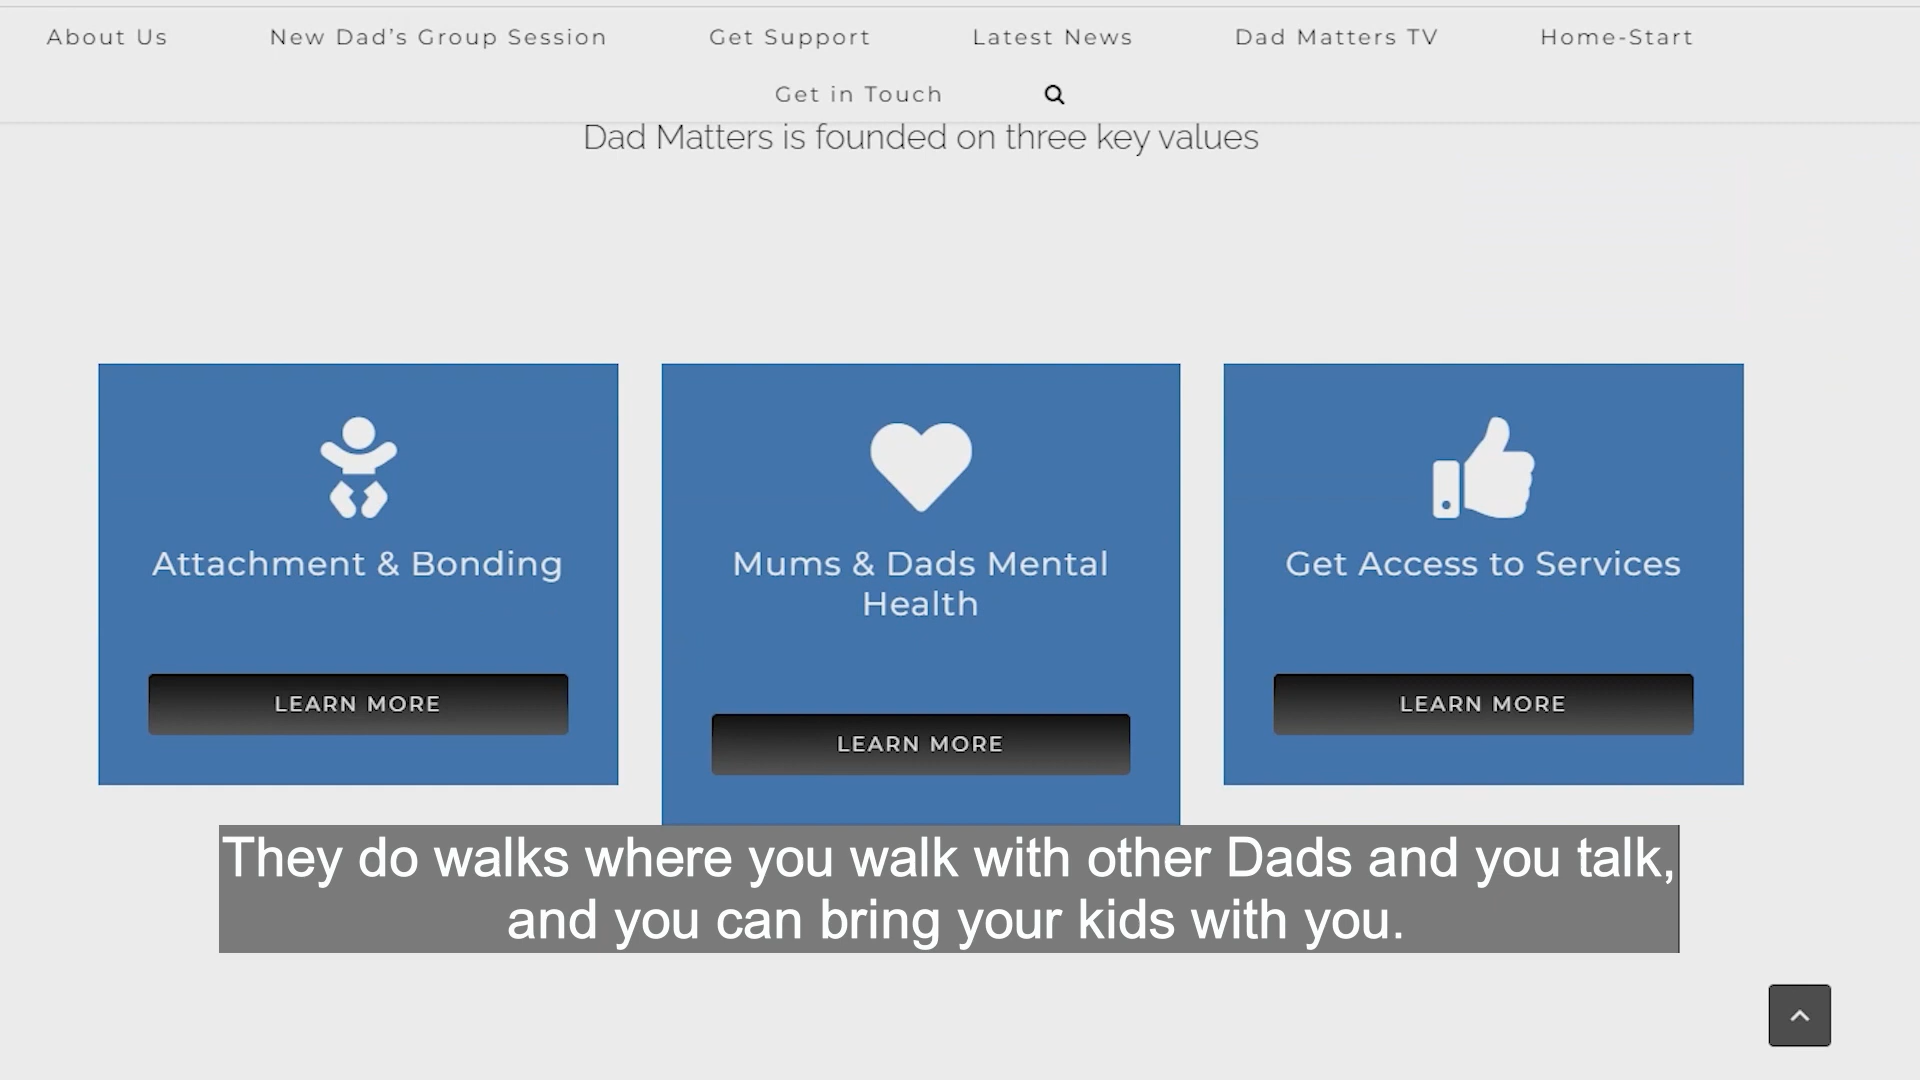 About Us
New Dad's Group Session
Get Support
Latest News
Dad Matters TV
Home-Start
Get in Touch
Dad Matters is founded on three key values
Attachment & Bonding
LEARN MORE
Mums & Dads Mental
Health
LEARN MORE
Get Access to Services
LEARN MORE
They do walks where you walk with other Dads and you talk,
and you can bring your kids with you.